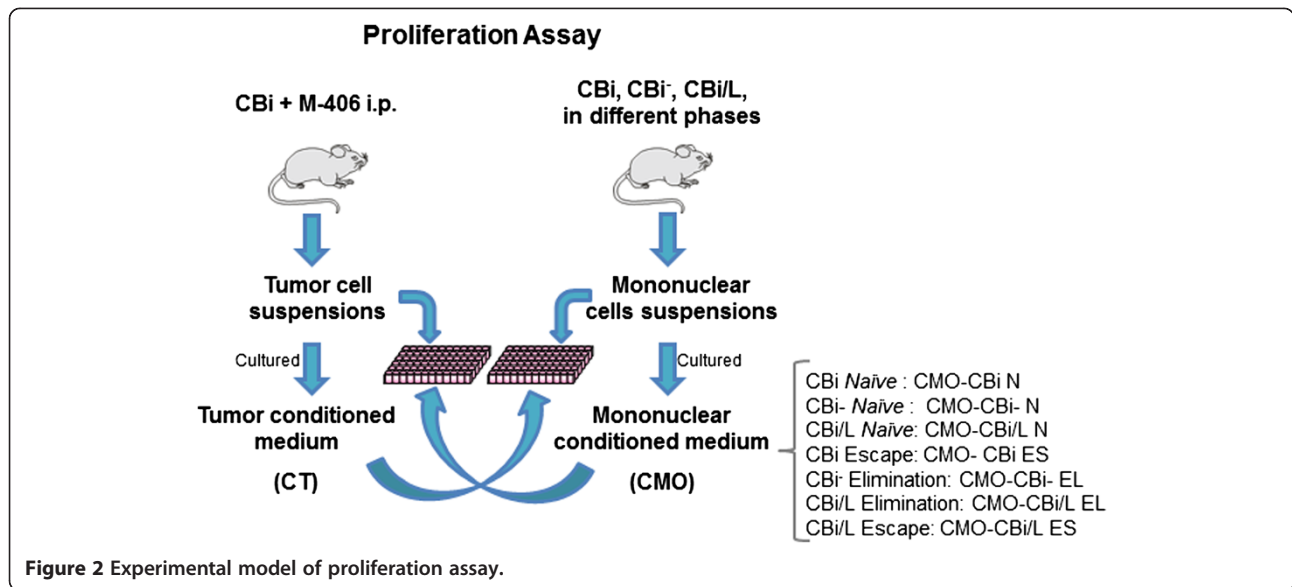 Proliferation Assay
CBi + M-406 i.p.
CBi, CBi⁻, CBi/L,
in different phases
Tumor cell
suspensions
Mononuclear
cells suspensions
Cultured
Cultured
Tumor conditioned
medium
(CT)
Mononuclear
conditioned medium
(CMO)
CBi Naïve : CMO-CBi N
CBi- Naïve : CMO-CBi- N
CBi/L Naïve: CMO-CBi/L N
CBi Escape: CMO- CBi ES
CBi⁻ Elimination: CMO-CBi- EL
CBi/L Elimination: CMO-CBi/L EL
CBi/L Escape: CMO-CBi/L ES
Figure 2 Experimental model of proliferation assay.